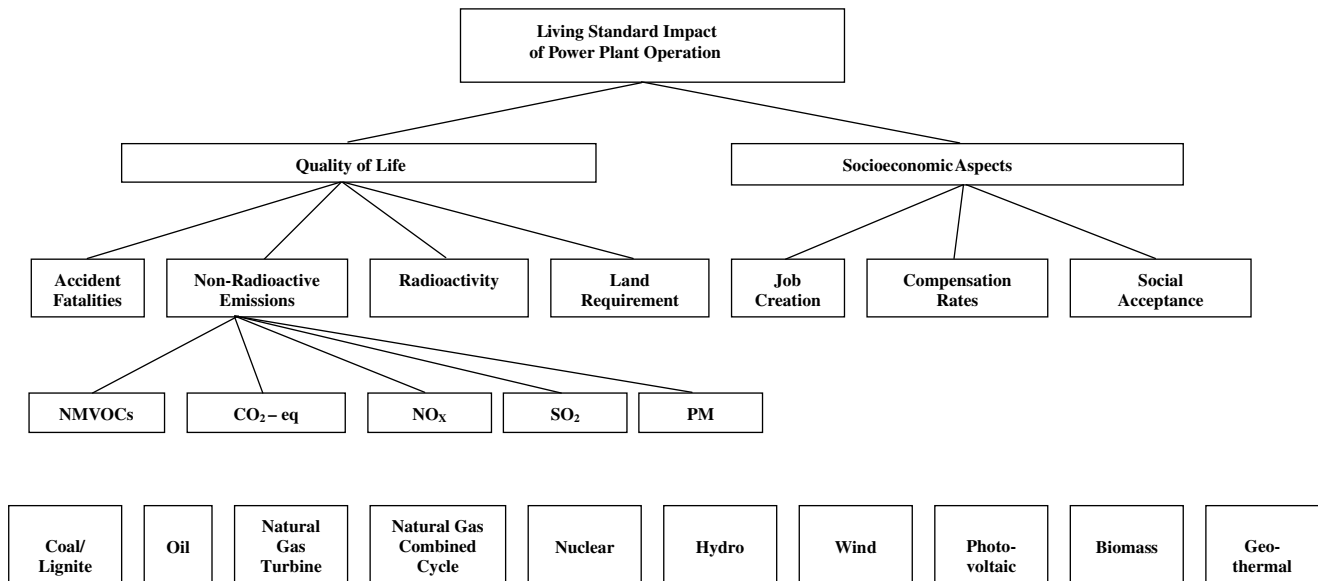 Living Standard Impact
of Power Plant Operation
Quality of Life
Socioeconomic Aspects
Accident
Fatalities
Non-Radioactive
Emissions
Radioactivity
Land
Requirement
Job
Creation
Compensation
Rates
Social
Acceptance
NMVOCs
CO₂ – eq
NOₓ
SO₂
PM
Coal/
Lignite
Oil
Natural
Gas
Turbine
Natural Gas
Combined
Cycle
Nuclear
Hydro
Wind
Photo-
voltaic
Biomass
Geo-
thermal